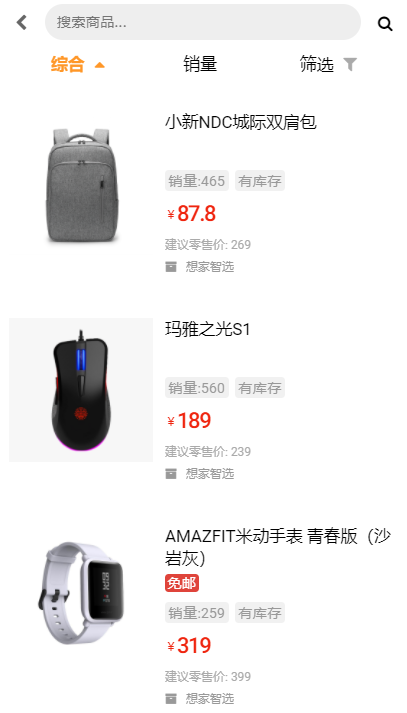 搜索商品...
综合 销量 筛选
小新NDC城际双肩包
销量:465 有库存
¥87.8
建议零售价: 269
想家智选
玛雅之光S1
销量:560 有库存
¥189
建议零售价: 239
想家智选
AMAZFIT米动手表 青春版（沙
岩灰）
免邮
销量:259 有库存
¥319
建议零售价: 399
想家智选